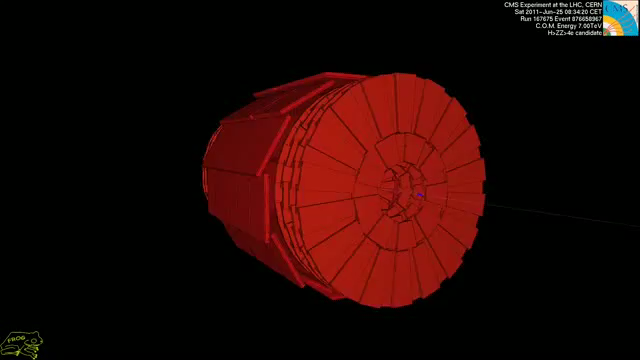 CMS Experiment at the LHC, CERN
Sat 2011-Jun-25 08:34:20 CET
Run 167675 Event 876658967
C.O.M. Energy 7.00TeV
H>ZZ>4e candidate
CMS
FROG